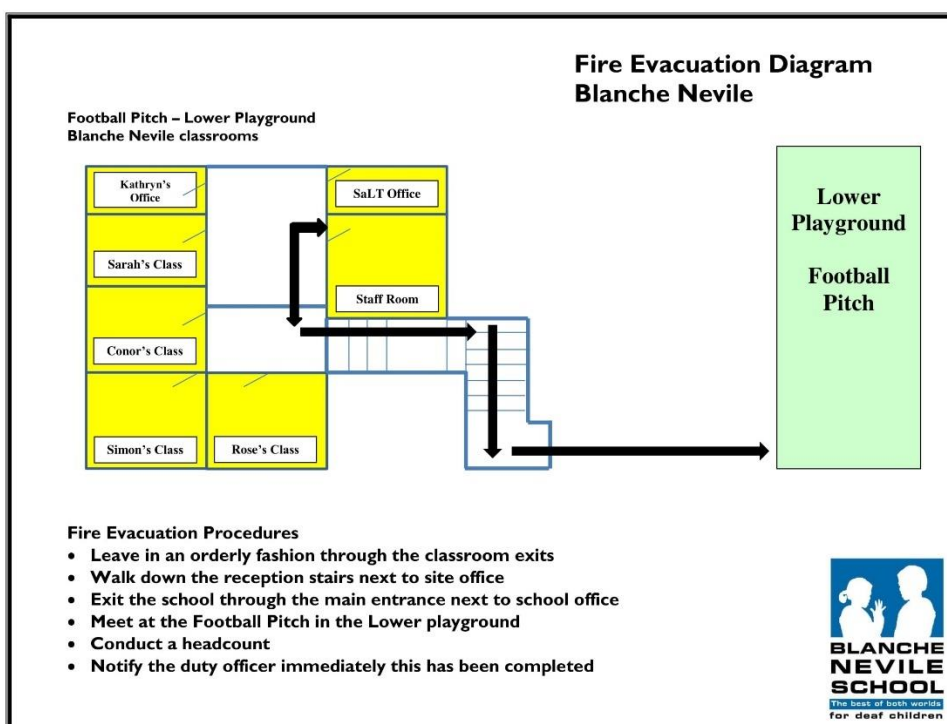 Fire Evacuation Diagram
Blanche Nevile
Football Pitch – Lower Playground
Blanche Nevile classrooms
Kathryn's
Office
SaLT Office
Sarah's Class
Staff Room
Conor's Class
Simon's Class
Rose's Class
Lower
Playground
Football
Pitch
Fire Evacuation Procedures
• Leave in an orderly fashion through the classroom exits
• Walk down the reception stairs next to site office
• Exit the school through the main entrance next to school office
• Meet at the Football Pitch in the Lower playground
• Conduct a headcount
• Notify the duty officer immediately this has been completed
BLANCHE
NEVILE
SCHOOL
The best of both worlds
for deaf children